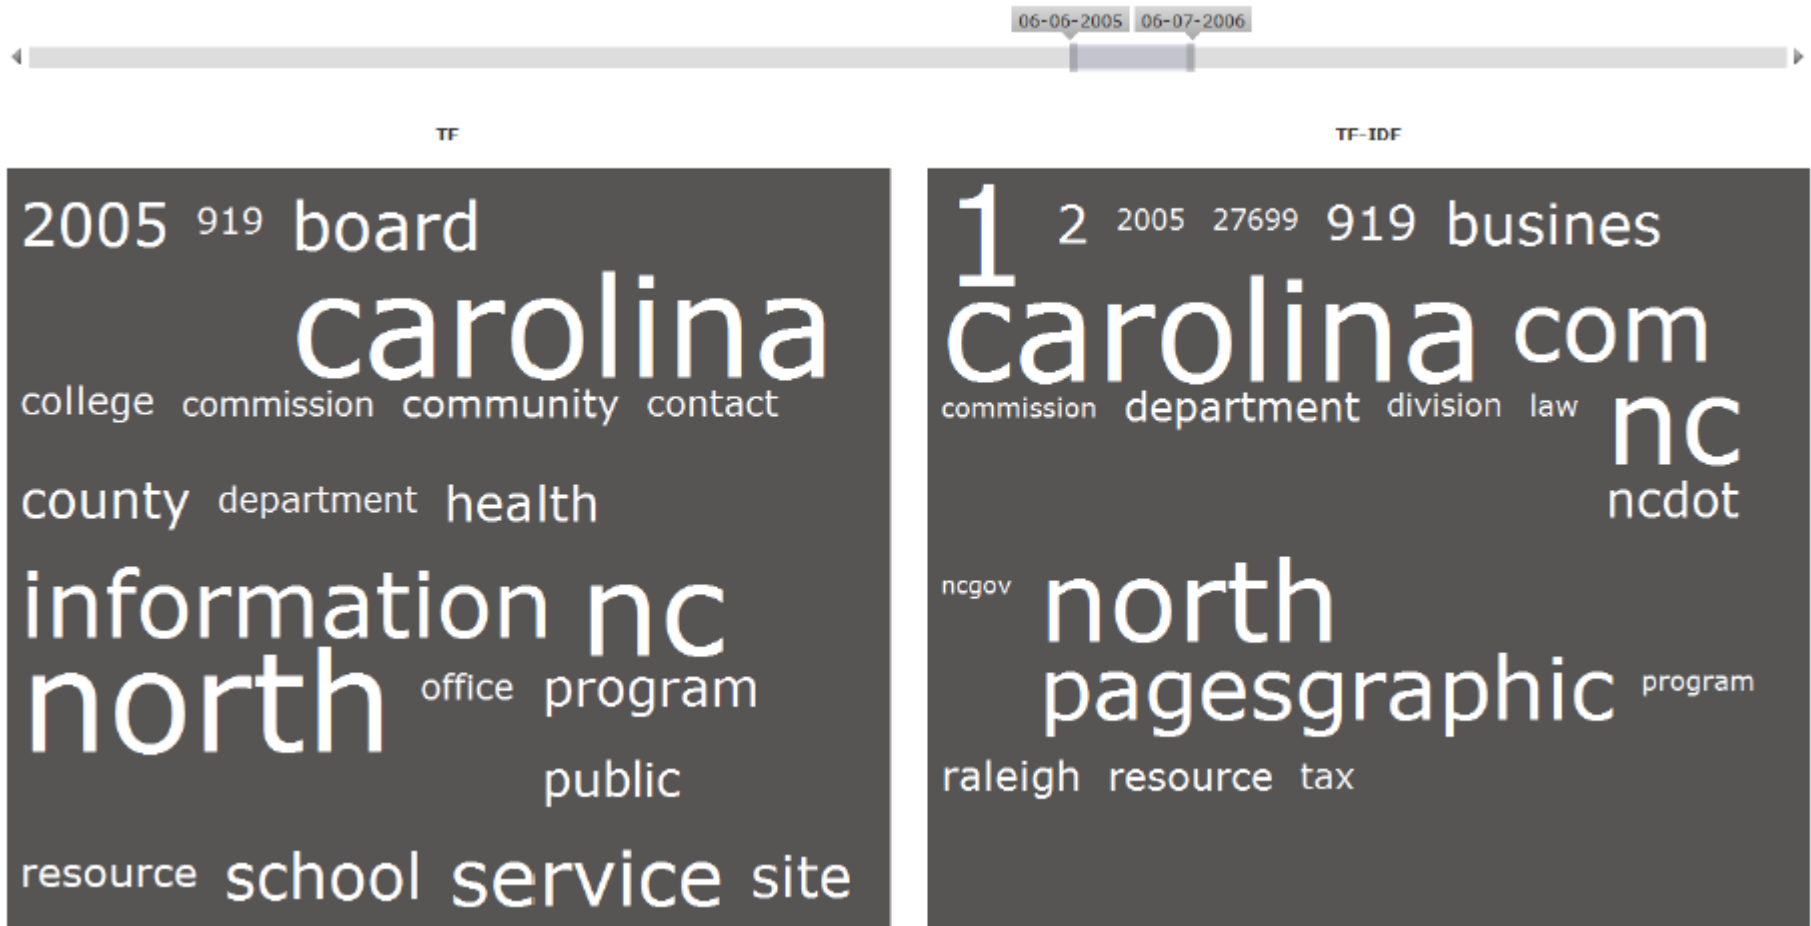 06-06-2005 06-07-2006
TF
2005 919 board
carolina
college commission community contact
county department health
information nc
north office program
public
resource school service site
TF-IDF
1 2 2005 27699 919 busines
carolina com
commission department division law nc
ncdot
ncgov north
pagesgraphic program
raleigh resource tax